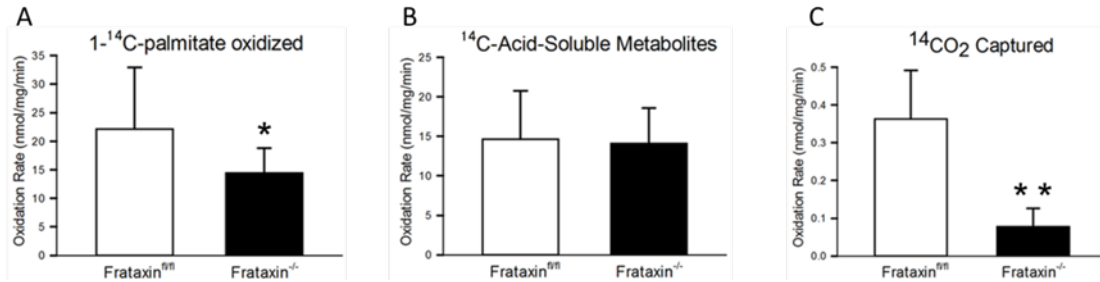 A
1-¹⁴C-palmitate oxidized
Oxidation Rate (nmol/mg/min)
35
30
25
20
15
10
5
0
*
Frataxinᶠˡ/ᶠˡ Frataxin⁻/⁻
B
¹⁴C-Acid-Soluble Metabolites
Oxidation Rate (nmol/mg/min)
25
20
15
10
5
0
Frataxinᶠˡ/ᶠˡ Frataxin⁻/⁻
C
¹⁴CO₂ Captured
Oxidation Rate (nmol/mg/min)
0.5
0.4
0.3
0.2
0.1
0.0
* *
Frataxinᶠˡ/ᶠˡ Frataxin⁻/⁻